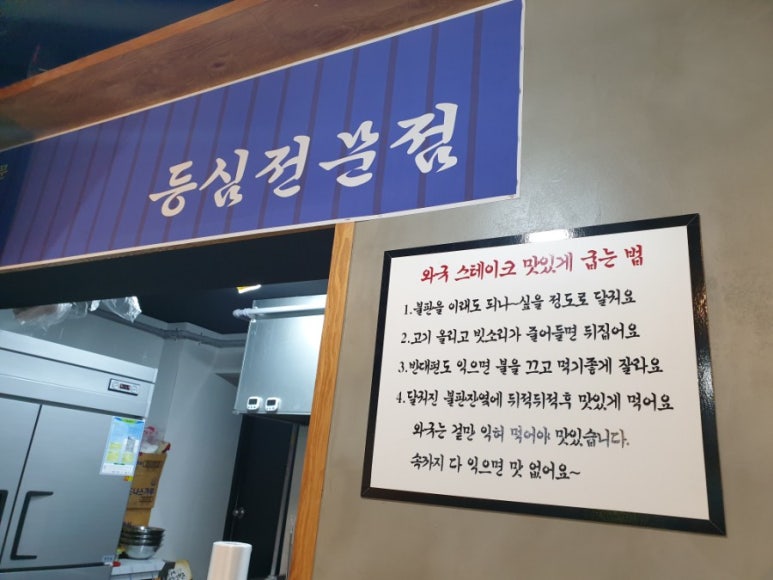 등심전문점
와국 스테이크 맛있게 굽는 법
1. 불판을 이래도 되나~싶을 정도로 달궈요
2. 고기 올리고 빗소리가 줄어들면 뒤집어요
3. 반대편도 익으면 불을 끄고 먹기좋게 잘라요
4. 달궈진 불판잔열에 뒤적뒤적후 맛있게 먹어요
와국는 겉만 익혀 먹어야 맛있습니다.
속까지 다 익으면 맛 없어요~